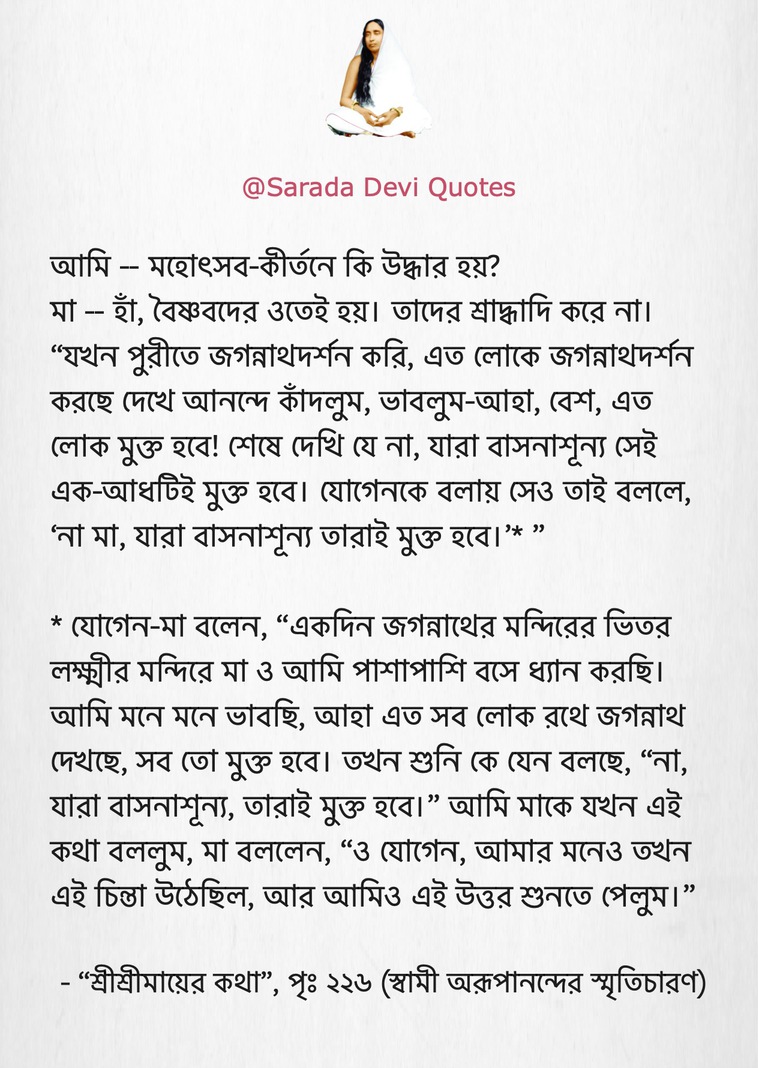 @Sarada Devi Quotes
আমি -- মহোৎসব-কীর্তনে কি উদ্ধার হয়?
মা -- হাঁ, বৈষ্ণবদের ওতেই হয়। তাদের শ্রাদ্ধাদি করে না।
“যখন পুরীতে জগন্নাথদর্শন করি, এত লোকে জগন্নাথদর্শন
করছে দেখে আনন্দে কাঁদলুম, ভাবলুম-আহা, বেশ, এত
লোক মুক্ত হবে! শেষে দেখি যে না, যারা বাসনাশূন্য সেই
এক-আধটিই মুক্ত হবে। যোগেনকে বলায় সেও তাই বললে,
‘না মা, যারা বাসনাশূন্য তারাই মুক্ত হবে।’* ”
* যোগেন-মা বলেন, “একদিন জগন্নাথের মন্দিরের ভিতর
লক্ষ্মীর মন্দিরে মা ও আমি পাশাপাশি বসে ধ্যান করছি।
আমি মনে মনে ভাবছি, আহা এত সব লোক রথে জগন্নাথ
দেখছে, সব তো মুক্ত হবে। তখন শুনি কে যেন বলছে, “না,
যারা বাসনাশূন্য, তারাই মুক্ত হবে।” আমি মাকে যখন এই
কথা বললুম, মা বললেন, “ও যোগেন, আমার মনেও তখন
এই চিন্তা উঠেছিল, আর আমিও এই উত্তর শুনতে পেলুম।”
- “শ্রীশ্রীমায়ের কথা”, পৃঃ ২২৬ (স্বামী অরূপানন্দের স্মৃতিচারণ)